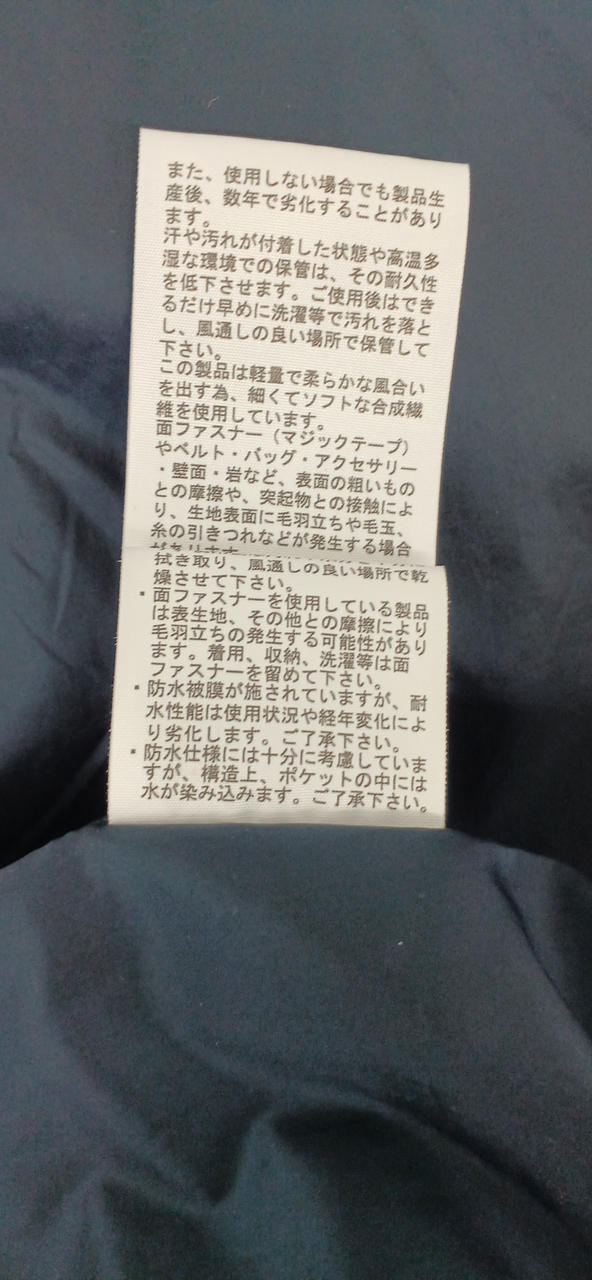 また、使用しない場合でも製品生
産後、数年で劣化することがあり
ます。
汗や汚れが付着した状態や高温多
湿な環境での保管は、その耐久性
を低下させます。ご使用後はでき
るだけ早めに洗濯等で汚れを落と
し、風通しの良い場所で保管して
下さい。
この製品は軽量で柔らかな風合い
を出す為、細くてソフトな合成繊
維を使用しています。
面ファスナー（マジックテープ）
やベルト・バッグ・アクセサリー
・壁面・岩など、表面の粗いもの
との摩擦や、突起物との接触によ
り、生地表面に毛羽立ちや毛玉、
糸の引きつれなどが発生する場合
があります
拭き取り、風通しの良い場所で乾
燥させて下さい。
・面ファスナーを使用している製品
は表生地、その他との摩擦により
毛羽立ちの発生する可能性があり
ます。着用、収納、洗濯等は面
ファスナーを留めて下さい。
・防水被膜が施されていますが、耐
水性能は使用状況や経年変化によ
り劣化します。ご了承下さい。
・防水仕様には十分に考慮していま
すが、構造上、ポケットの中には
水が染み込みます。ご了承下さい。